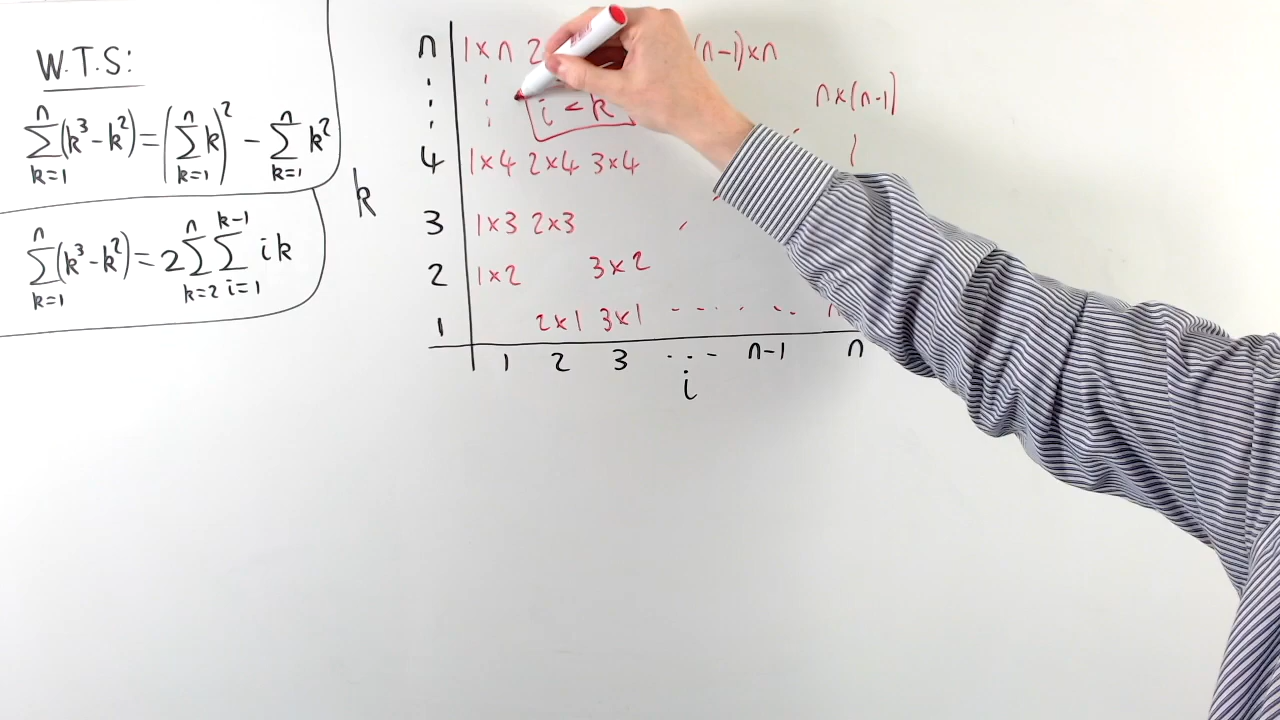 W.T.S:
n n n
∑(k³-k²)=(∑k)² - ∑k²
k=1 k=1 k=1
n n k-1
∑(k³-k²)=2∑∑ik
k=1 k=2 i=1
n 1×n 2 (n-1)×n
n×(n-1)
i<k
4 1×4 2×4 3×4
k
3 1×3 2×3
2 1×2 3×2
1 2×1 3×1 ......
1 2 3 ... n-1 n
i